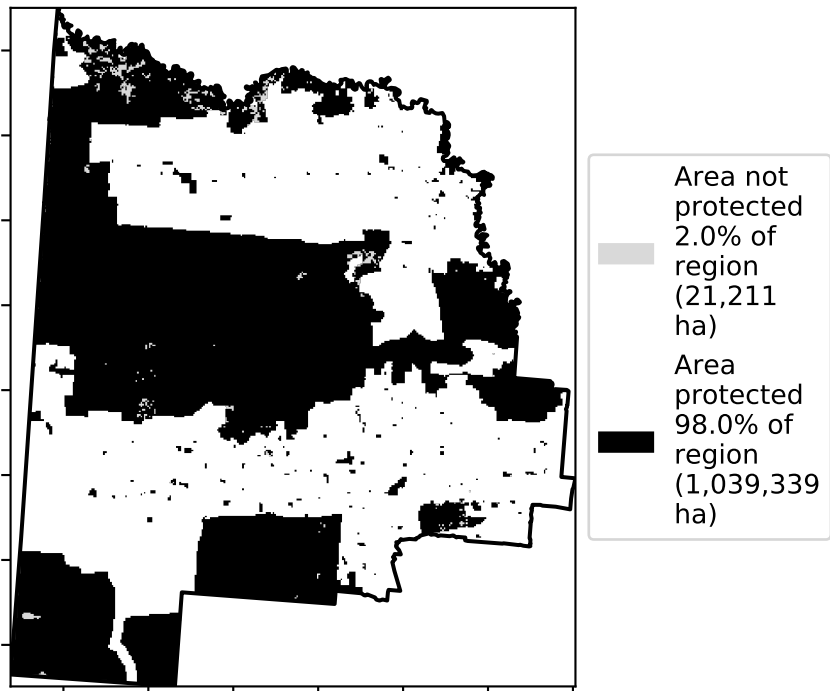 Area not
protected
2.0% of
region
(21,211
ha)
Area
protected
98.0% of
region
(1,039,339
ha)